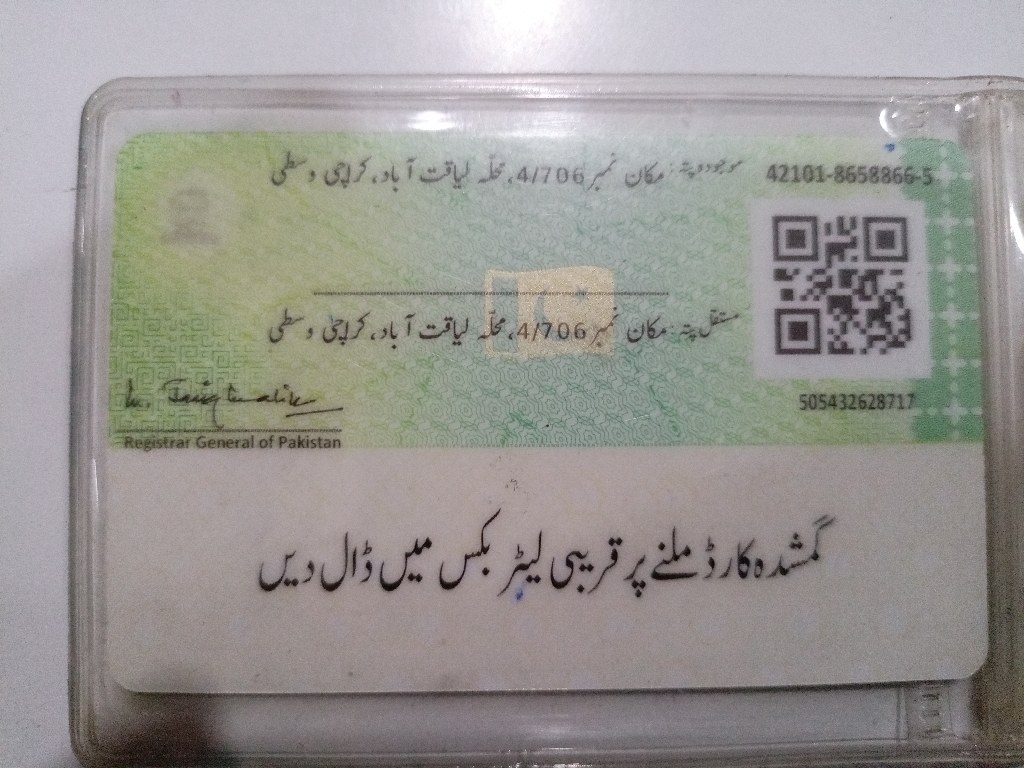 42101-8658866-5
موجودہ پتہ: مکان نمبر 4/706، محلّہ لیاقت آباد، کراچی وسطی
مستقل پتہ: مکان نمبر 4/706، محلّہ لیاقت آباد، کراچی وسطی
505432628717
Registrar General of Pakistan
گمشدہ کارڈ ملنے پر قریبی لیٹر بکس میں ڈال دیں